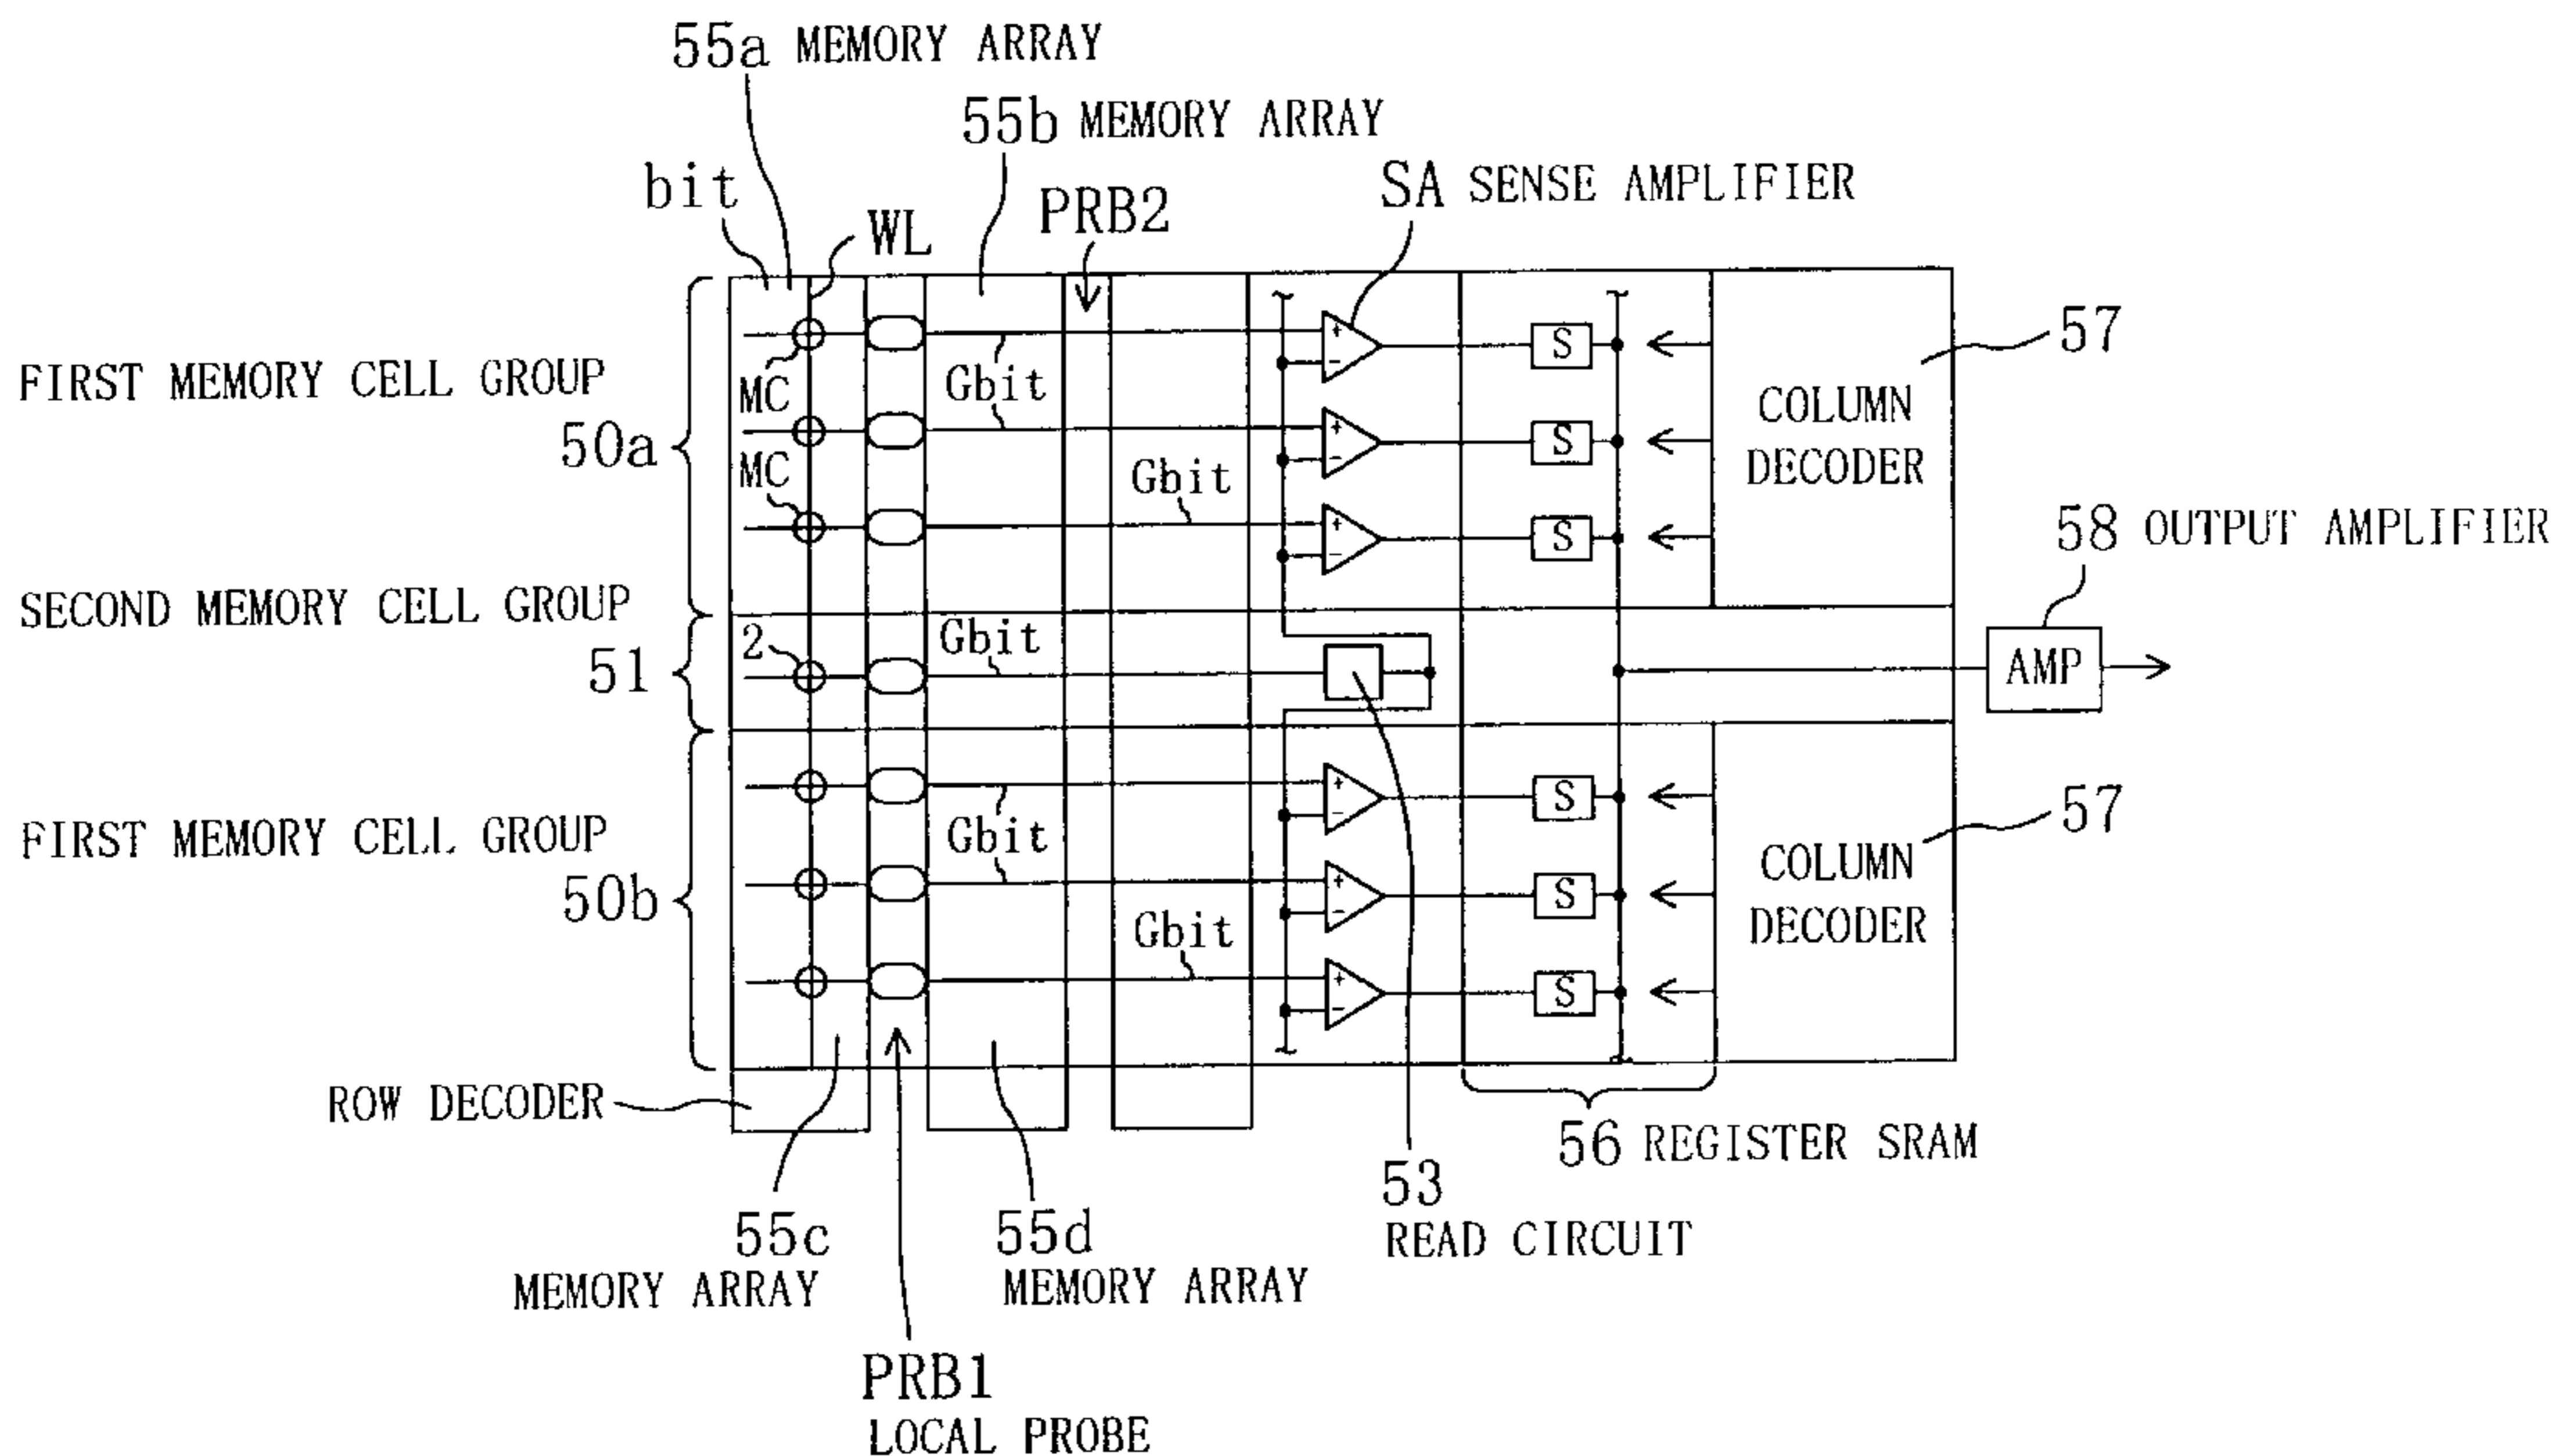 55a MEMORY ARRAY
55b MEMORY ARRAY
bit
WL
PRB2
SA SENSE AMPLIFIER
FIRST MEMORY CELL GROUP
50a
MC
MC
Gbit
Gbit
+
−
+
−
+
−
S
S
S
COLUMN
DECODER
57
58 OUTPUT AMPLIFIER
AMP
SECOND MEMORY CELL GROUP
51
2
Gbit
FIRST MEMORY CELL GROUP
50b
Gbit
Gbit
+
−
+
−
+
−
S
S
S
COLUMN
DECODER
57
ROW DECODER
56 REGISTER SRAM
53
READ CIRCUIT
55c
MEMORY ARRAY
55d
MEMORY ARRAY
PRB1
LOCAL PROBE